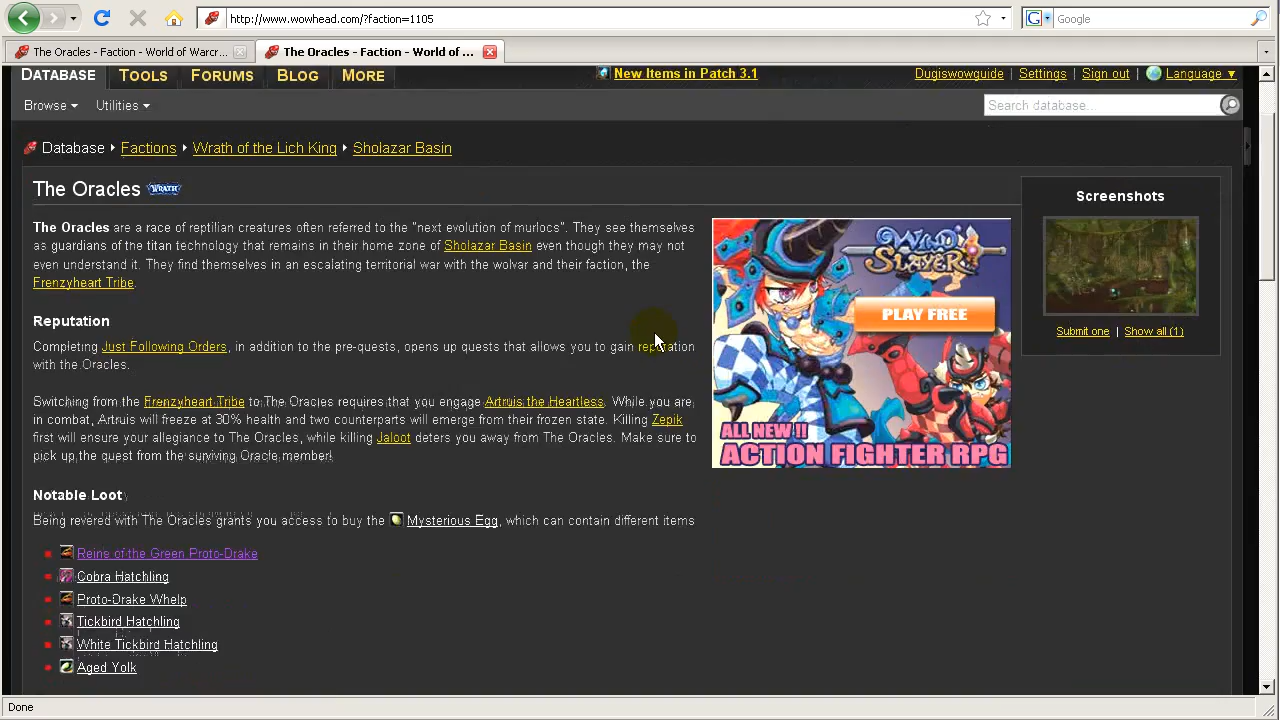 http://www.wowhead.com/?faction=1105
Google
The Oracles - Faction - World of Warcr...
The Oracles - Faction - World of ...
DATABASE TOOLS FORUMS BLOG MORE
New Items in Patch 3.1
Dugiswowguide Settings Sign out Language ▼
Browse Utilities
Search database...
Database Factions Wrath of the Lich King Sholazar Basin
The Oracles WRATH
The Oracles are a race of reptilian creatures often referred to the "next evolution of murlocs". They see themselves
as guardians of the titan technology that remains in their home zone of Sholazar Basin even though they may not
even understand it. They find themselves in an escalating territorial war with the wolvar and their faction, the
Frenzyheart Tribe.
Reputation
Completing Just Following Orders, in addition to the pre-quests, opens up quests that allows you to gain reputation
with the Oracles.
Switching from the Frenzyheart Tribe to The Oracles requires that you engage Artruis the Heartless. While you are
in combat, Artruis will freeze at 30% health and two counterparts will emerge from their frozen state. Killing Zepik
first will ensure your allegiance to The Oracles, while killing Jaloot deters you away from The Oracles. Make sure to
pick up the quest from the surviving Oracle member!
Notable Loot
Being revered with The Oracles grants you access to buy the Mysterious Egg, which can contain different items
Reins of the Green Proto-Drake
Cobra Hatchling
Proto-Drake Whelp
Tickbird Hatchling
White Tickbird Hatchling
Aged Yolk
WIND SLAYER
PLAY FREE
ALL NEW !!
ACTION FIGHTER RPG
Screenshots
Submit one | Show all (1)
Done